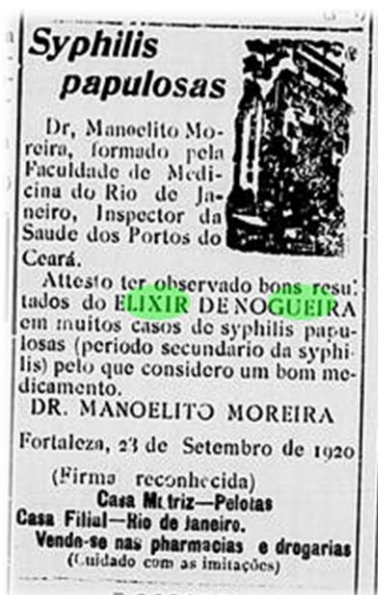 Syphilis
papulosas
Dr, Manoelito Mo-
reira, formado pela
Faculdade de Medi-
cina do Rio de Ja-
neiro, Inspector da
Saude dos Portos do
Ceará.
Attesto ter observado bons resul
tados do ELIXIR DE NOGUEIRA
em muitos casos de syphilis papu-
losas (periodo secundario da syphi-
lis) pelo que considero um bom me-
dicamento.
DR. MANOELITO MOREIRA
Fortaleza, 23 de Setembro de 1920
(Firma reconhecida)
Casa Matriz—Pelotas
Casa Filial—Rio de Janeiro.
Vende-se nas pharmacias e drogarias
(Cuidado com as imitações)